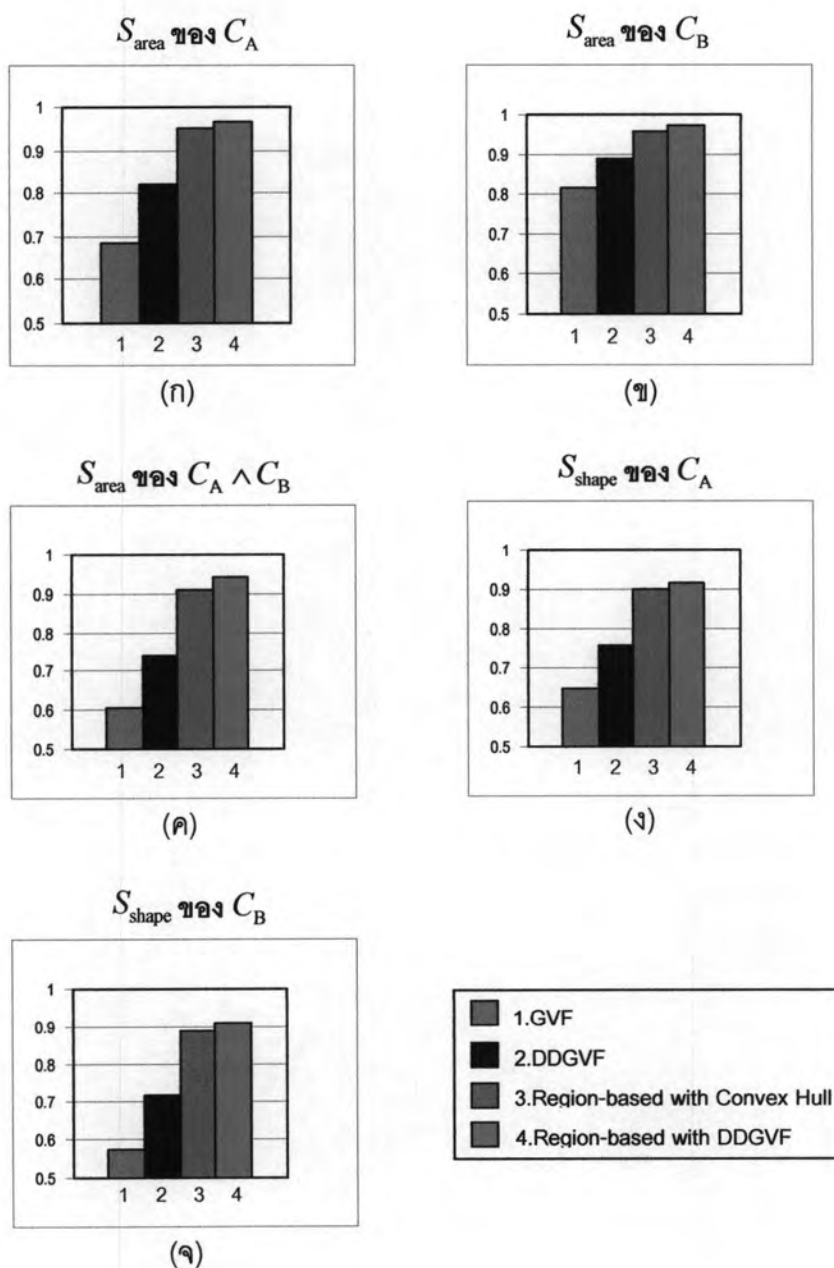 S_area ของ C_A
1
0.9
0.8
0.7
0.6
0.5
1 2 3 4
(ก)
S_area ของ C_B
1
0.9
0.8
0.7
0.6
0.5
1 2 3 4
(ข)
S_area ของ C_A ∧ C_B
1
0.9
0.8
0.7
0.6
0.5
1 2 3 4
(ค)
S_shape ของ C_A
1
0.9
0.8
0.7
0.6
0.5
1 2 3 4
(ง)
S_shape ของ C_B
1
0.9
0.8
0.7
0.6
0.5
1 2 3 4
(จ)
1.GVF
2.DDGVF
3.Region-based with Convex Hull
4.Region-based with DDGVF